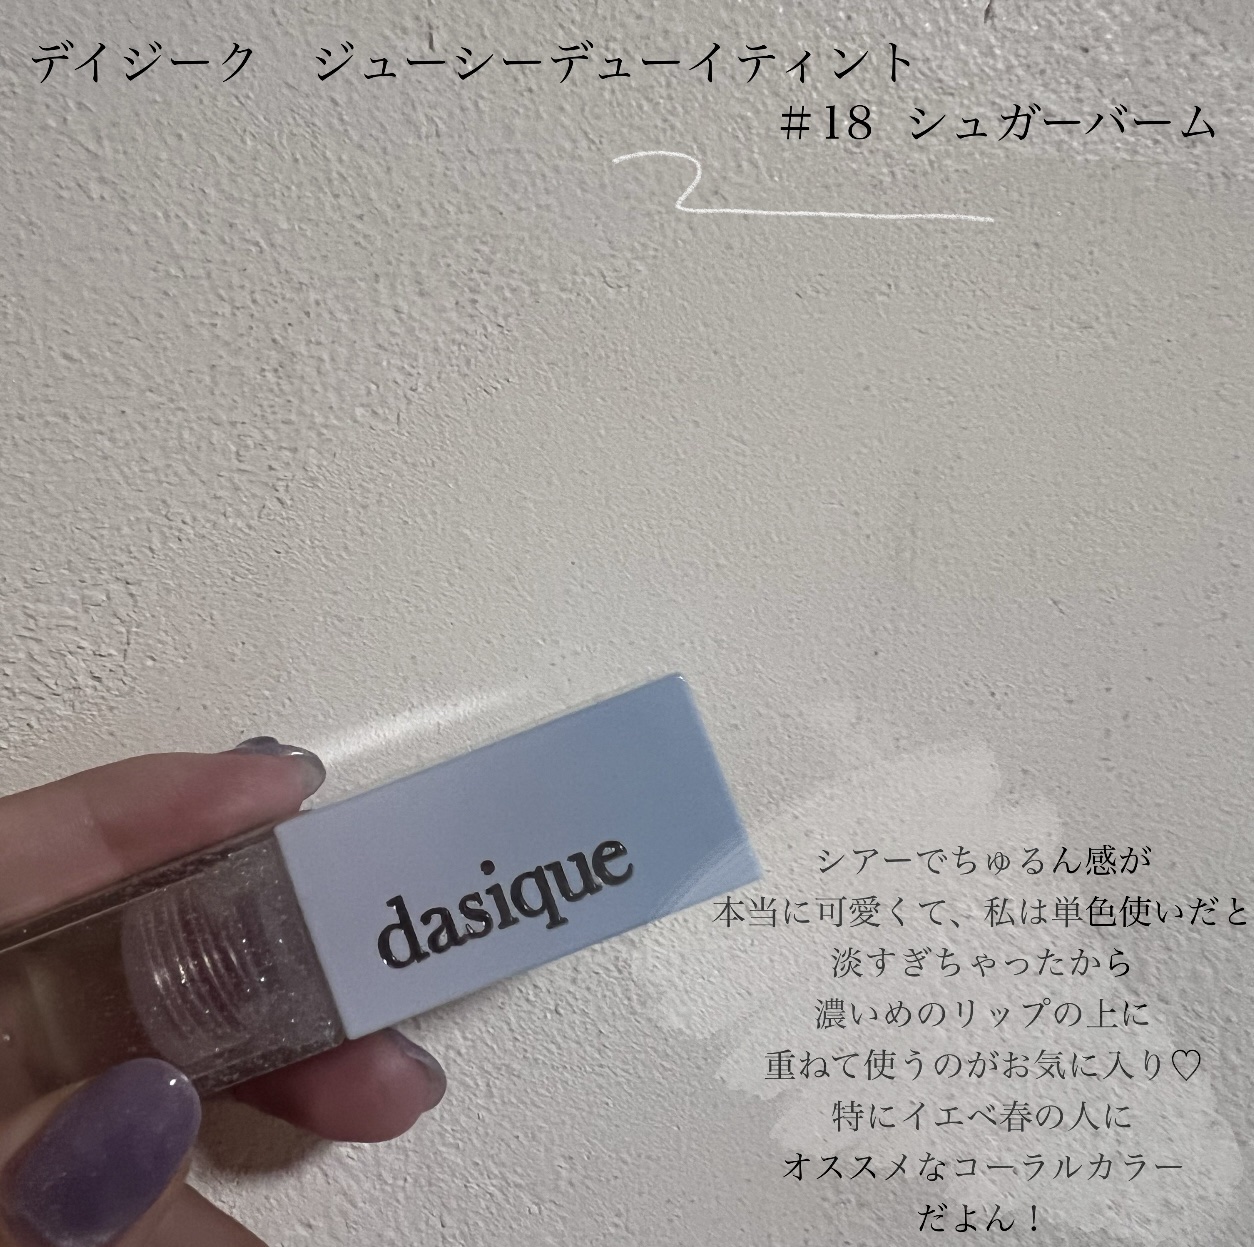 デイジーク　ジューシーデューイティント
＃18 シュガーバーム
dasique
シアーでちゅるん感が
本当に可愛くて、私は単色使いだと
淡すぎちゃったから
濃いめのリップの上に
重ねて使うのがお気に入り♡
特にイエベ春の人に
オススメなコーラルカラー
だよん！